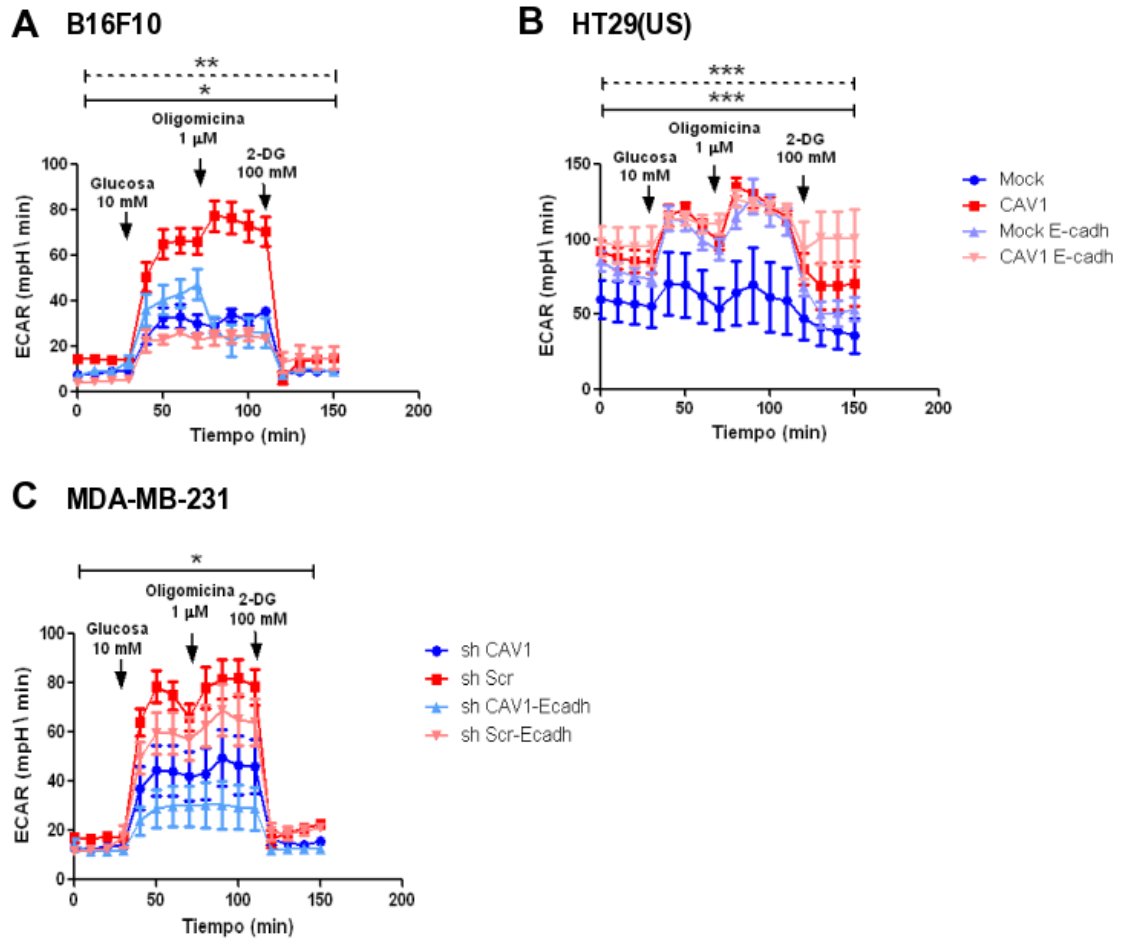 A B16F10
**
*
Oligomicina
1 µM
2-DG
100 mM
Glucosa
10 mM
100
80
60
40
20
0
ECAR (mpH \ min)
0 50 100 150 200
Tiempo (min)
B HT29(US)
***
***
Oligomicina
1 µM
2-DG
100 mM
Glucosa
10 mM
150
100
50
0
ECAR (mpH \ min)
0 50 100 150 200
Tiempo (min)
Mock
CAV1
Mock E-cadh
CAV1 E-cadh
C MDA-MB-231
*
Oligomicina
1 µM
2-DG
100 mM
Glucosa
10 mM
100
80
60
40
20
0
ECAR (mpH \ min)
0 50 100 150 200
Tiempo (min)
sh CAV1
sh Scr
sh CAV1-Ecadh
sh Scr-Ecadh